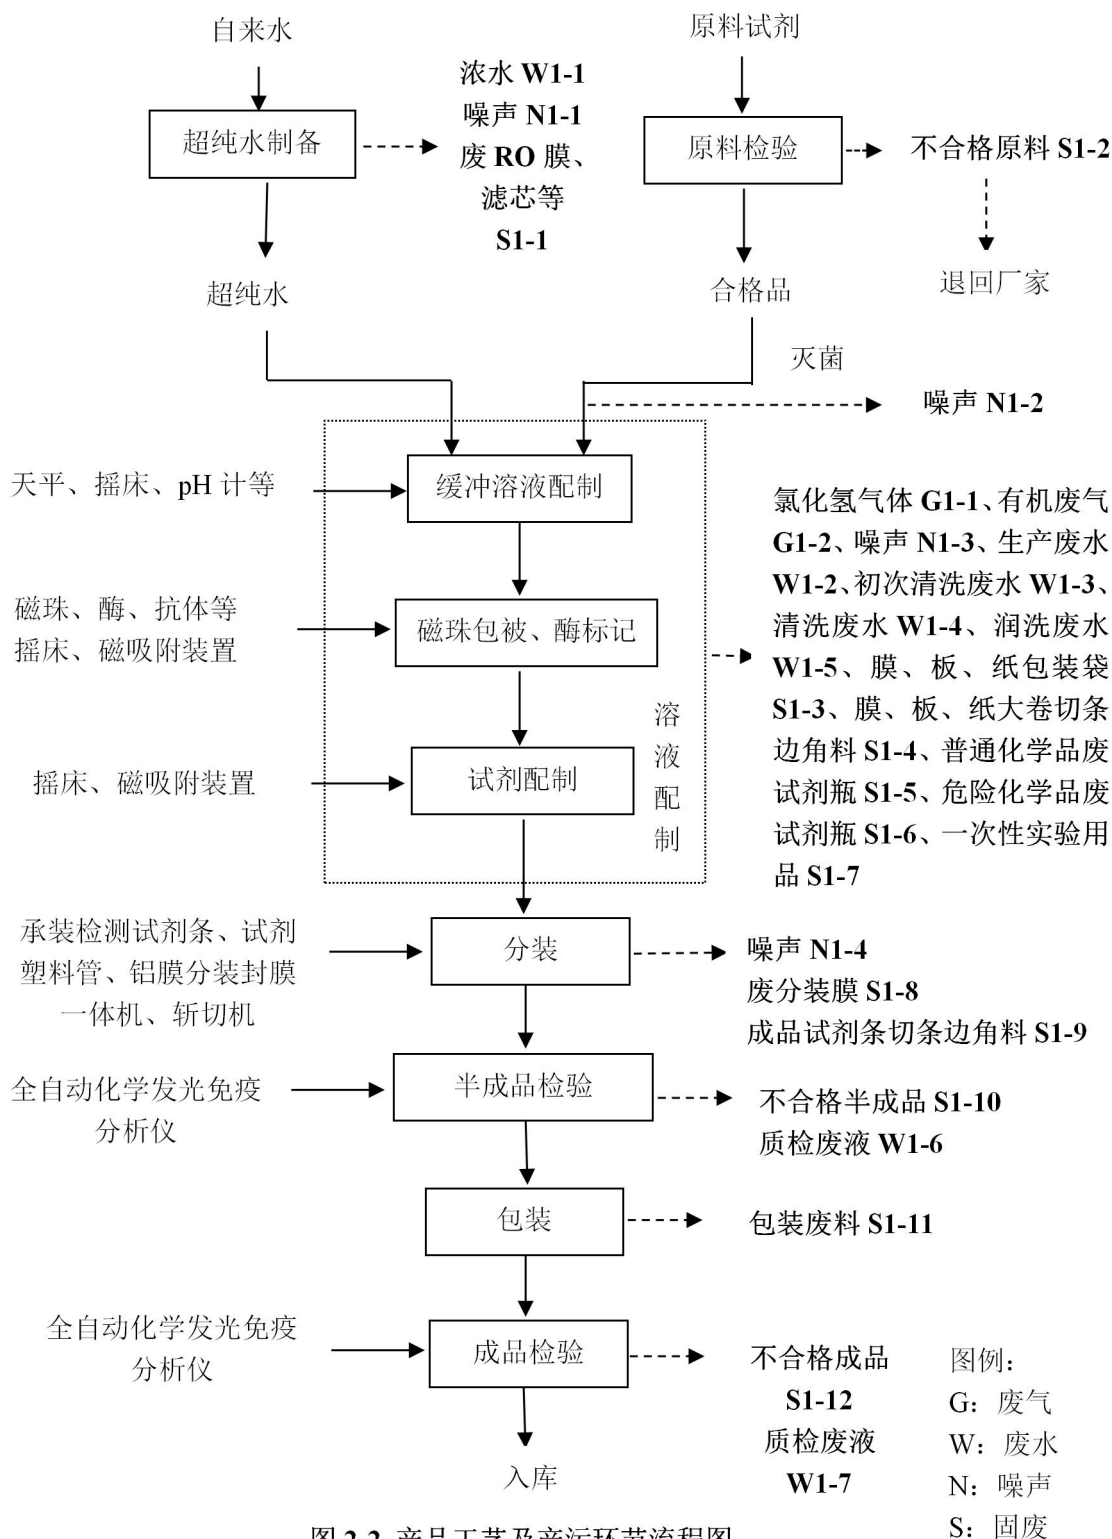 自来水
原料试剂
浓水 W1-1
噪声 N1-1
废 RO 膜、
滤芯等
S1-1
超纯水制备
原料检验
不合格原料 S1-2
退回厂家
超纯水
合格品
灭菌
噪声 N1-2
天平、摇床、pH 计等
缓冲溶液配制
磁珠、酶、抗体等
摇床、磁吸附装置
磁珠包被、酶标记
摇床、磁吸附装置
试剂配制
溶
液
配
制
氯化氢气体 G1-1、有机废气
G1-2、噪声 N1-3、生产废水
W1-2、初次清洗废水 W1-3、
清洗废水 W1-4、润洗废水
W1-5、膜、板、纸包装袋
S1-3、膜、板、纸大卷切条
边角料 S1-4、普通化学品废
试剂瓶 S1-5、危险化学品废
试剂瓶 S1-6、一次性实验用
品 S1-7
承装检测试剂条、试剂
塑料管、铝膜分装封膜
一体机、斩切机
分装
噪声 N1-4
废分装膜 S1-8
成品试剂条切条边角料 S1-9
全自动化学发光免疫
分析仪
半成品检验
不合格半成品 S1-10
质检废液 W1-6
包装
包装废料 S1-11
全自动化学发光免疫
分析仪
成品检验
不合格成品
S1-12
质检废液
W1-7
入库
图例：
G：废气
W：废水
N：噪声
S：固废
图 2-2 产品工艺及产污环节流程图